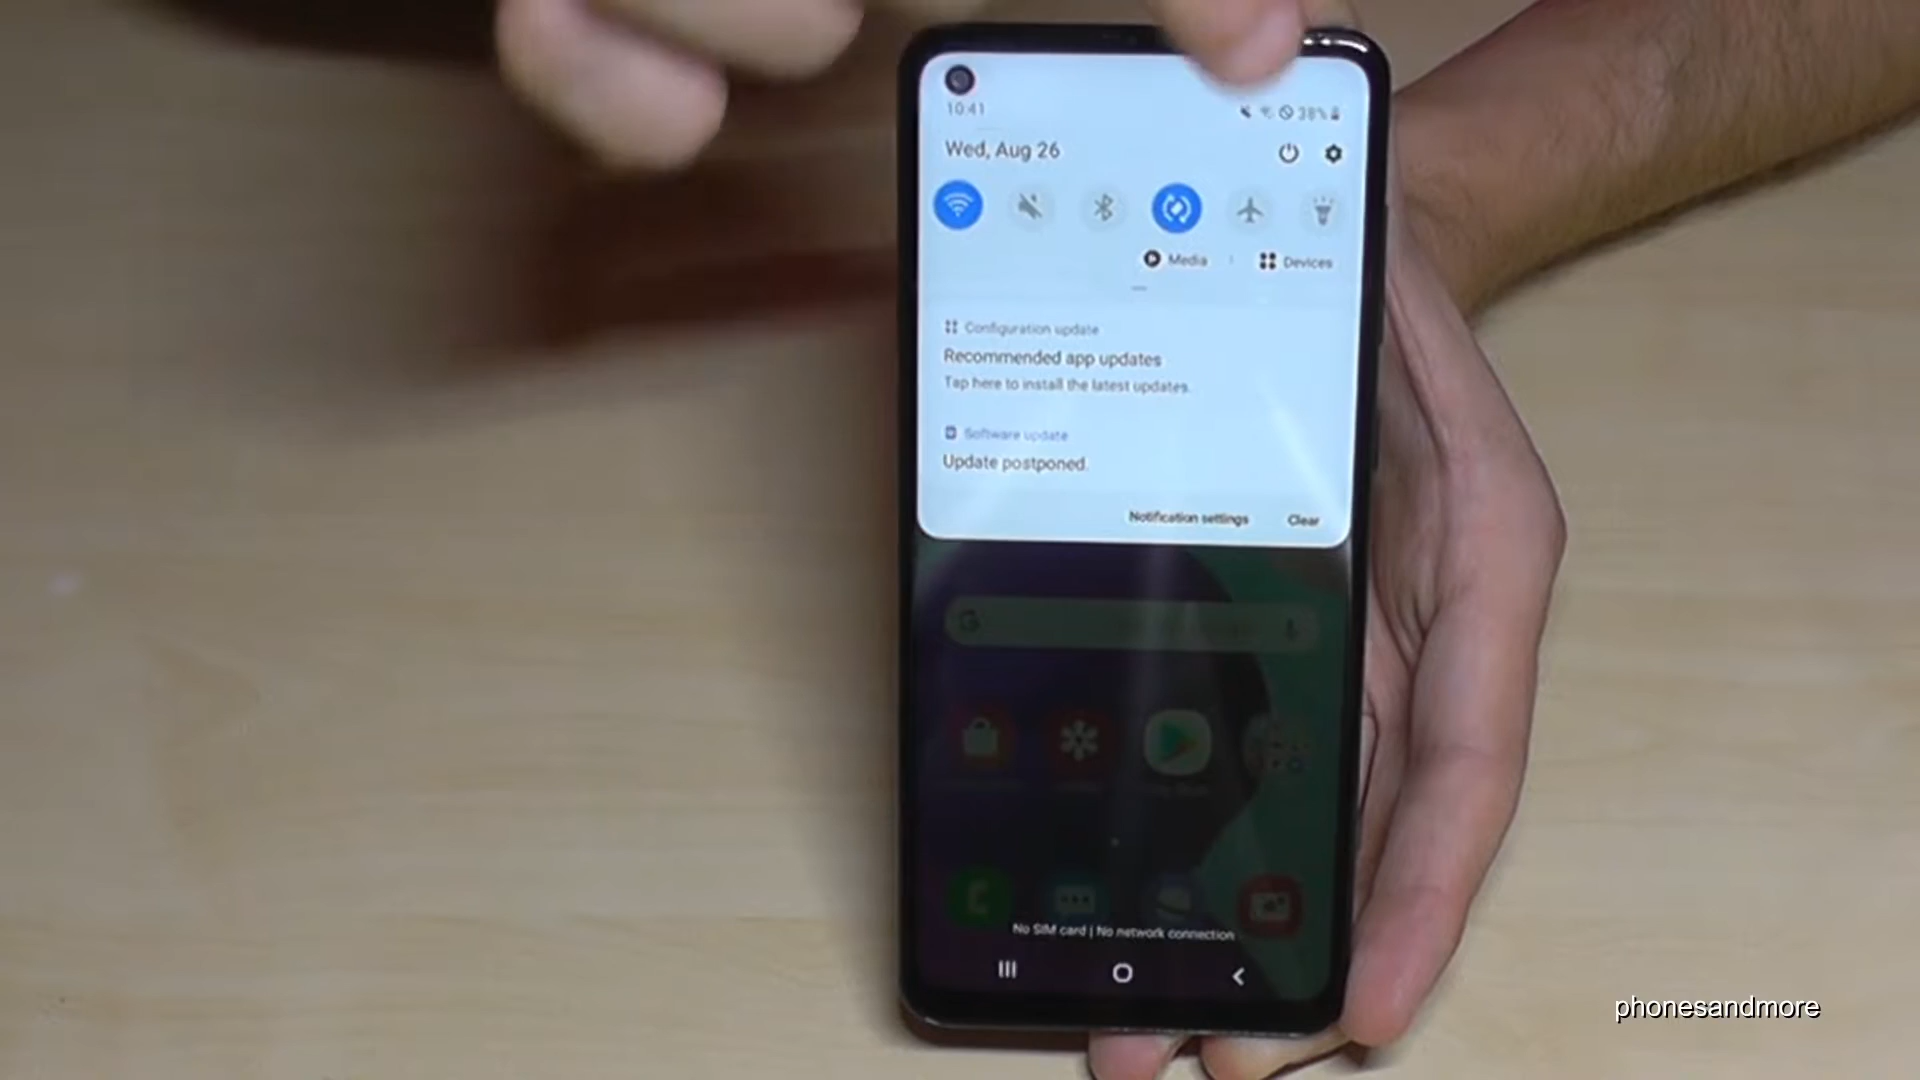 10:41
38%
Wed, Aug 26
Media
Devices
Configuration update
Recommended app updates
Tap here to install the latest updates.
Software update
Update postponed.
Notification settings
Clear
G
No SIM card | No network connection
phonesandmore